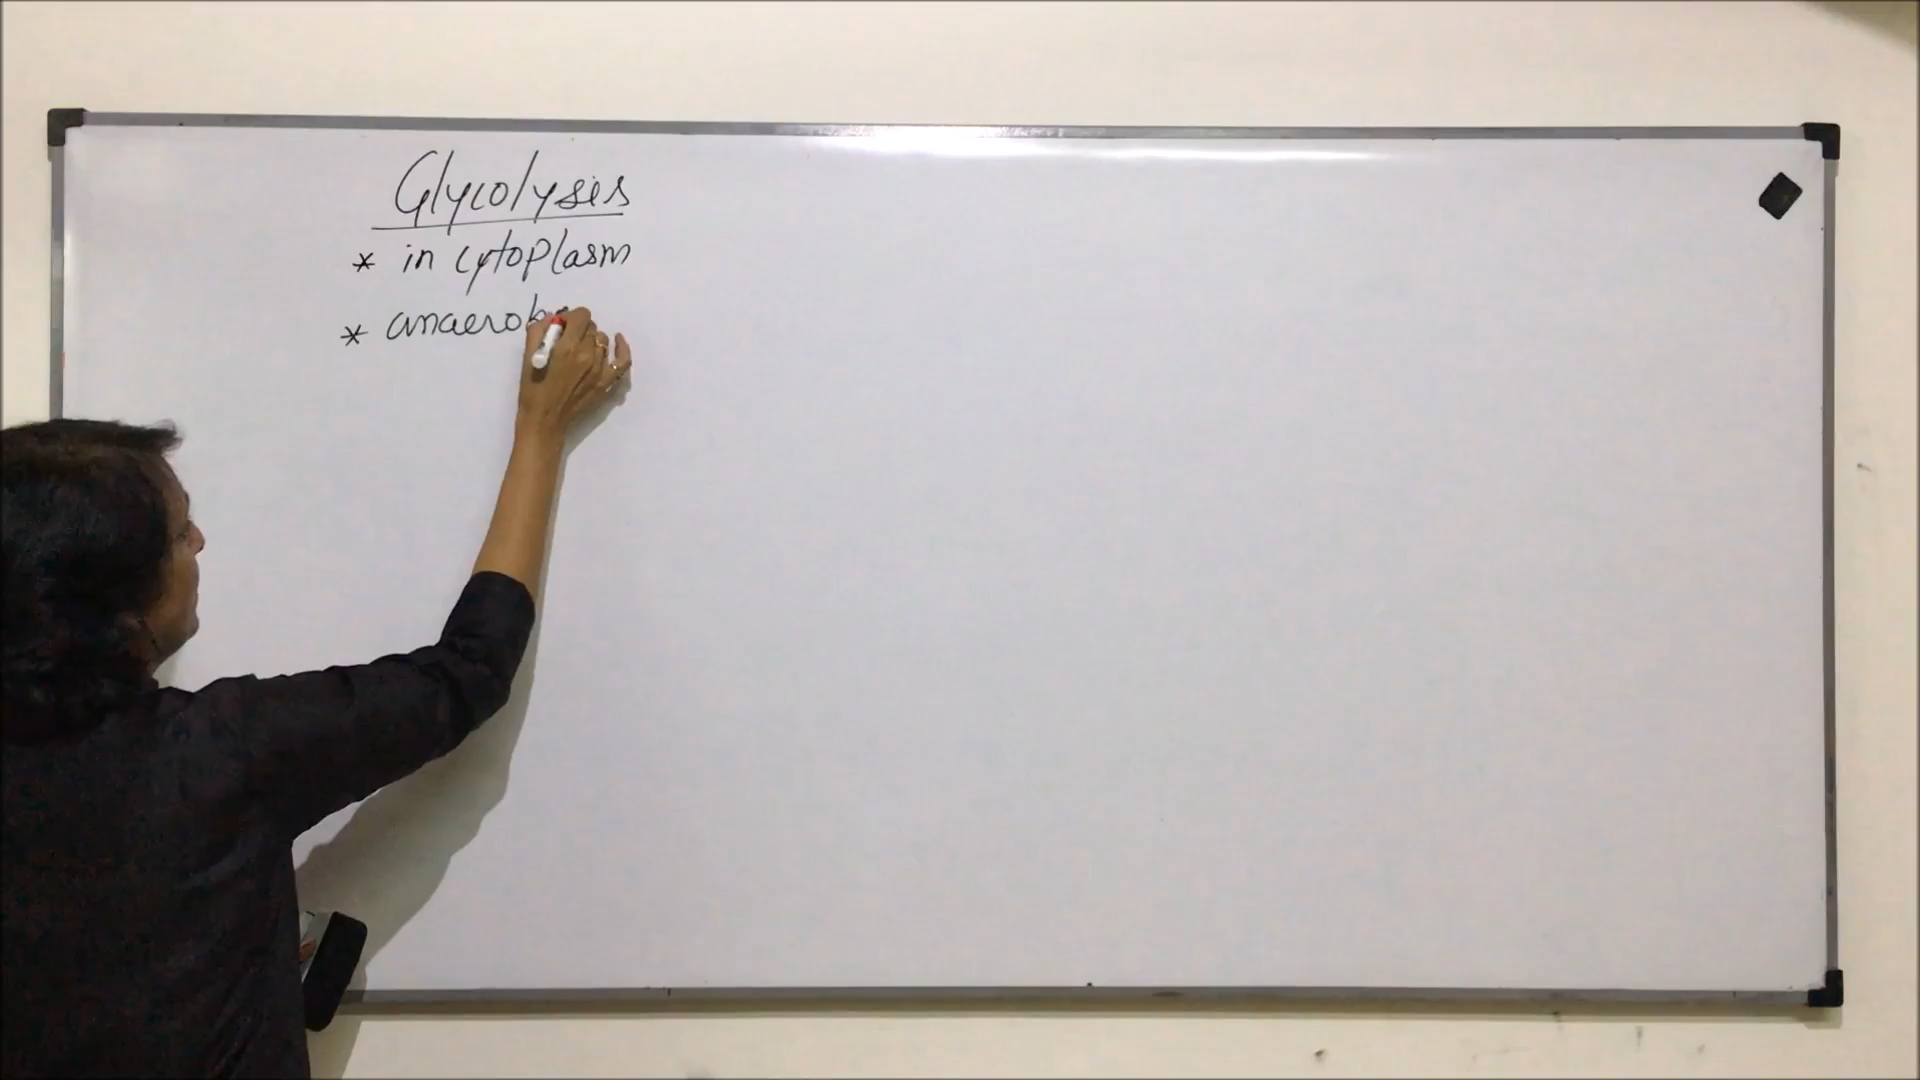 Glycolysis
* in cytoplasm
* anaerob